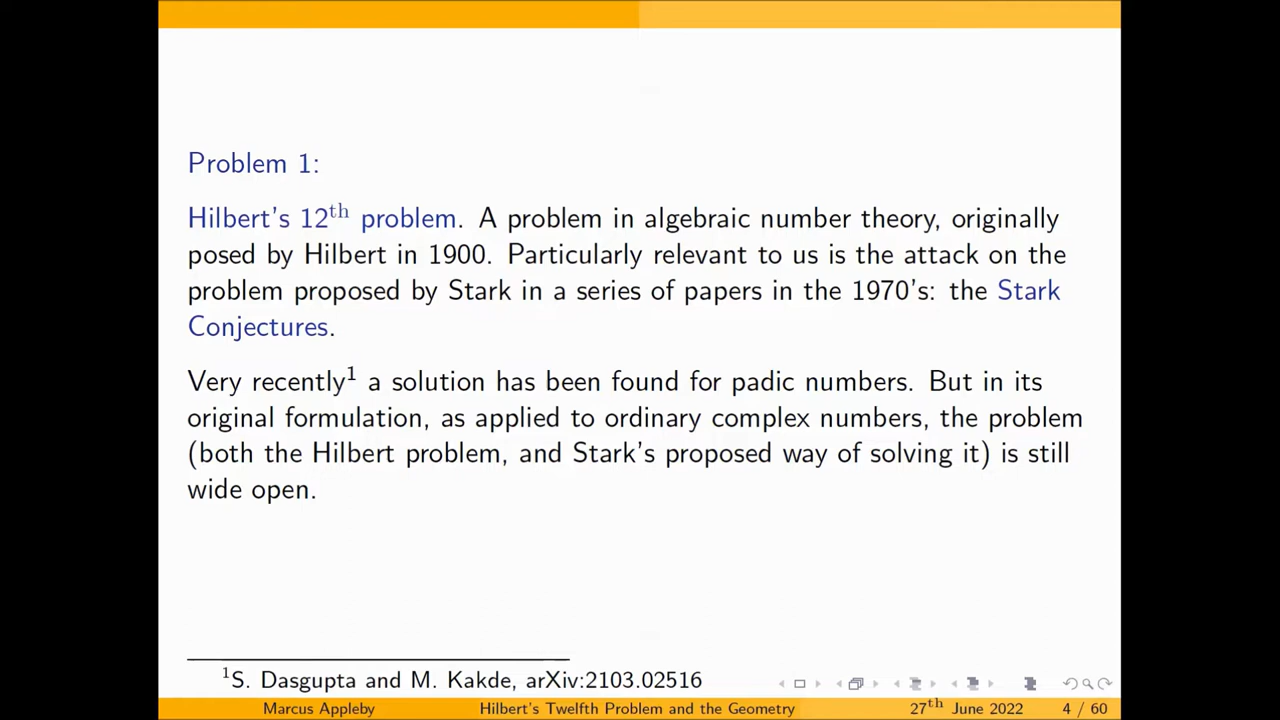 Problem 1:
Hilbert's 12th problem. A problem in algebraic number theory, originally
posed by Hilbert in 1900. Particularly relevant to us is the attack on the
problem proposed by Stark in a series of papers in the 1970's: the Stark
Conjectures.
Very recently1 a solution has been found for padic numbers. But in its
original formulation, as applied to ordinary complex numbers, the problem
(both the Hilbert problem, and Stark's proposed way of solving it) is still
wide open.
1S. Dasgupta and M. Kakde, arXiv:2103.02516
Marcus Appleby Hilbert's Twelfth Problem and the Geometry 27th June 2022 4 / 60